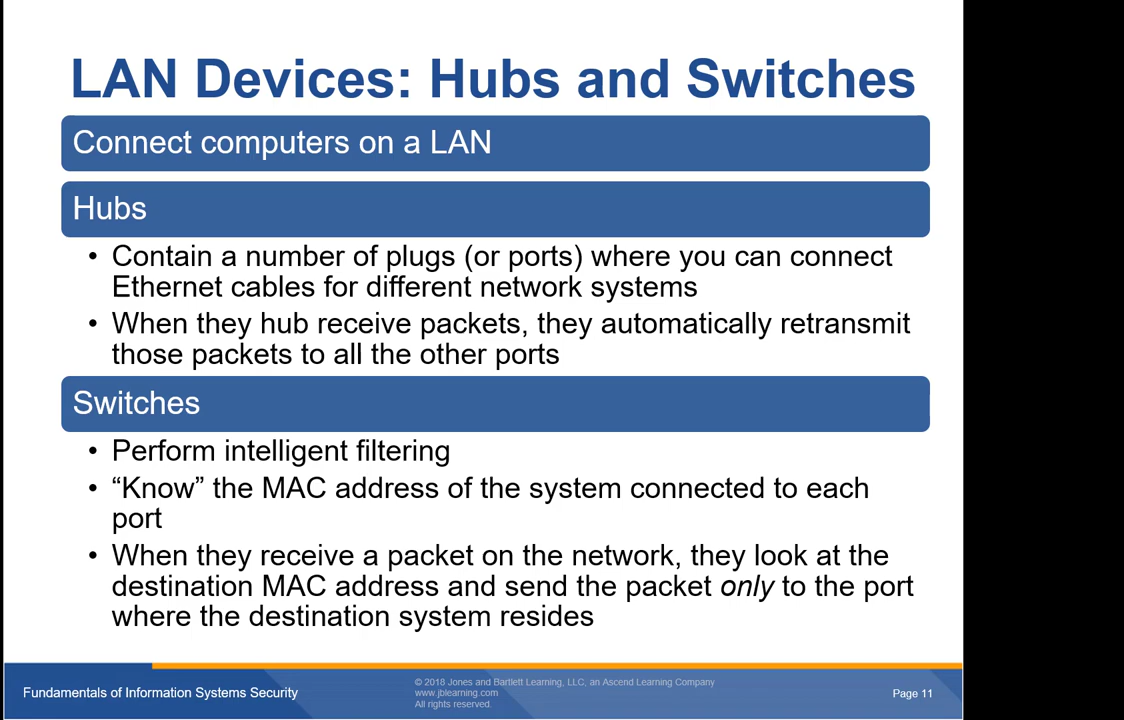 LAN Devices: Hubs and Switches
Connect computers on a LAN
Hubs
• Contain a number of plugs (or ports) where you can connect
Ethernet cables for different network systems
• When they hub receive packets, they automatically retransmit
those packets to all the other ports
Switches
• Perform intelligent filtering
• “Know” the MAC address of the system connected to each
port
• When they receive a packet on the network, they look at the
destination MAC address and send the packet only to the port
where the destination system resides
Fundamentals of Information Systems Security
© 2018 Jones and Bartlett Learning, LLC, an Ascend Learning Company
www.jblearning.com
All rights reserved.
Page 11